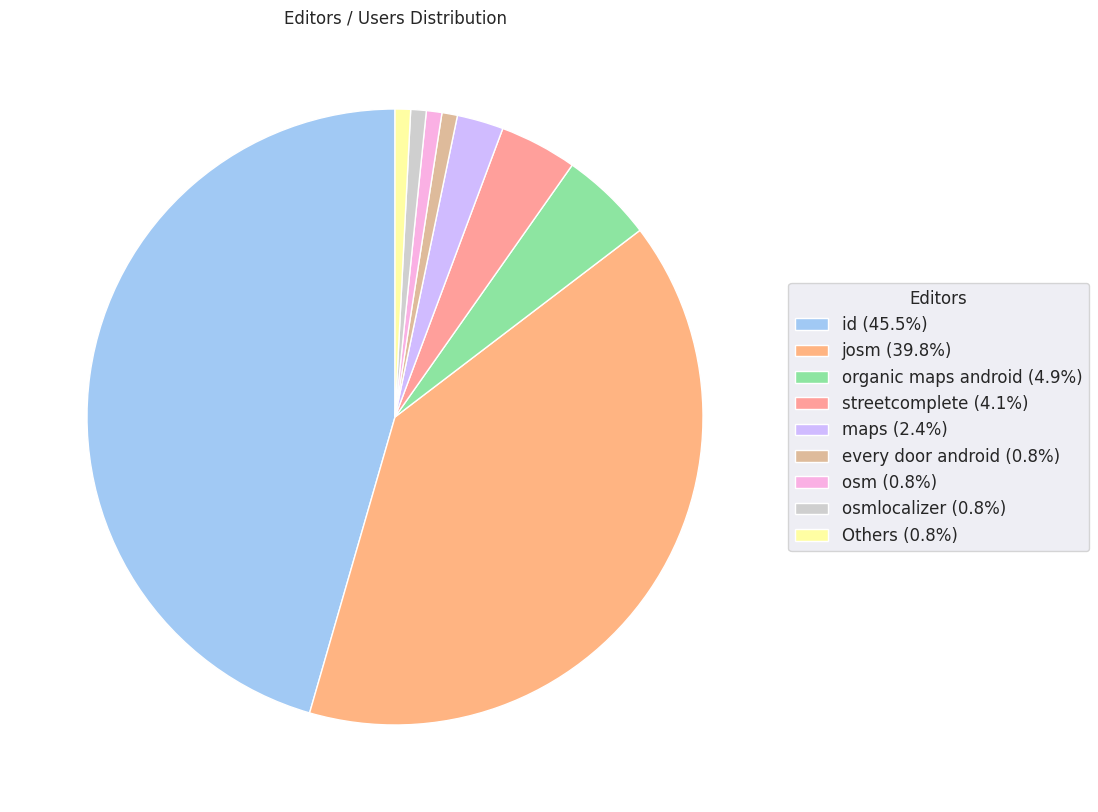 Editors / Users Distribution
Editors
id (45.5%)
josm (39.8%)
organic maps android (4.9%)
streetcomplete (4.1%)
maps (2.4%)
every door android (0.8%)
osm (0.8%)
osmlocalizer (0.8%)
Others (0.8%)